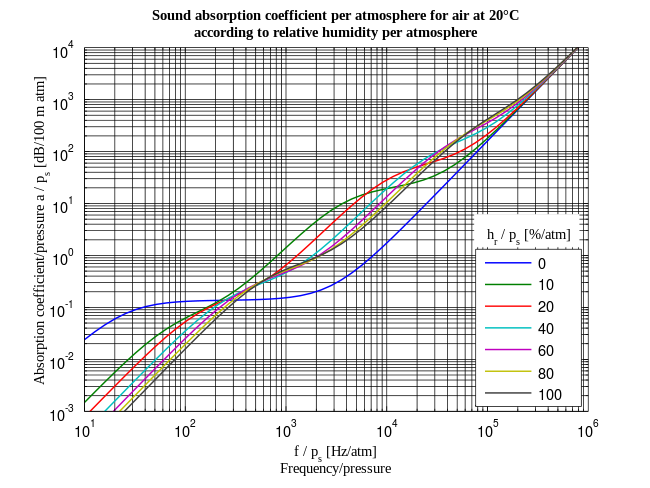 Sound absorption coefficient per atmosphere for air at 20°C
according to relative humidity per atmosphere
Absorption coefficient/pressure a / pₛ [dB/100 m atm]
10⁴
10³
10²
10¹
10⁰
10⁻¹
10⁻²
10⁻³
hᵣ / pₛ [%/atm]
0
10
20
40
60
80
100
10¹ 10² 10³ 10⁴ 10⁵ 10⁶
f / pₛ [Hz/atm]
Frequency/pressure